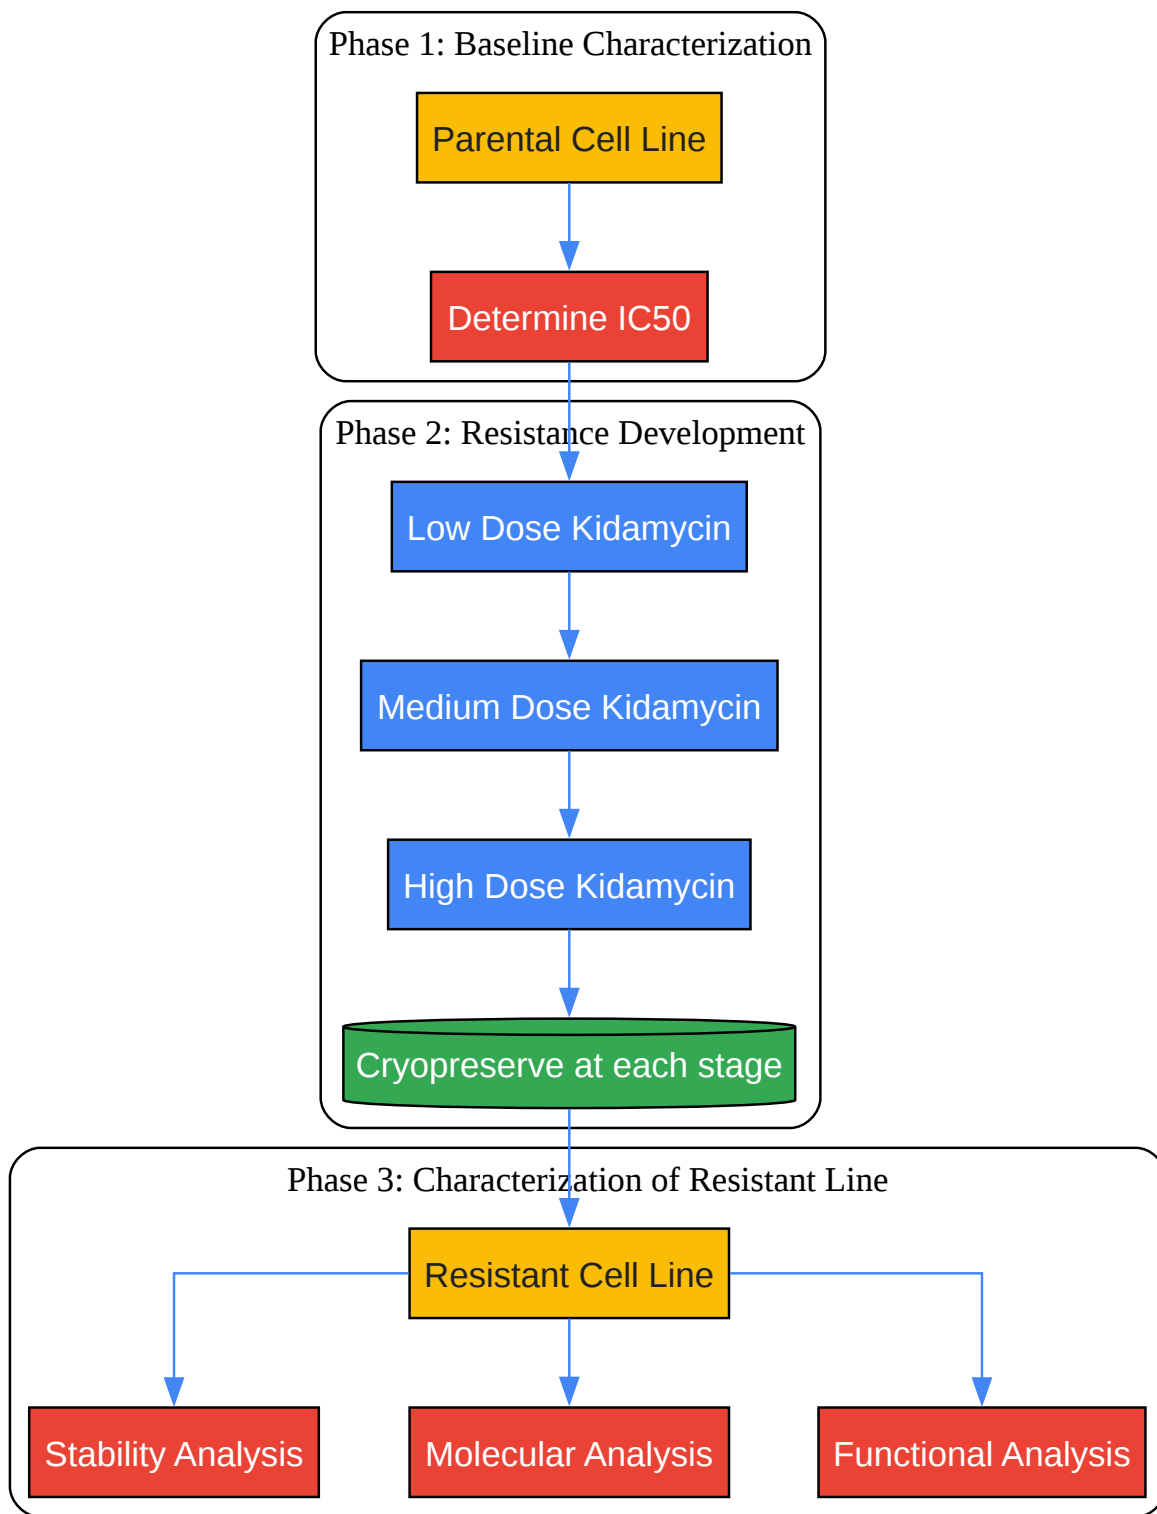 Phase 1: Baseline Characterization
Parental Cell Line
Determine IC50
Phase 2: Resistance Development
Low Dose Kidamycin
Medium Dose Kidamycin
High Dose Kidamycin
Cryopreserve at each stage
Phase 3: Characterization of Resistant Line
Resistant Cell Line
Stability Analysis
Molecular Analysis
Functional Analysis